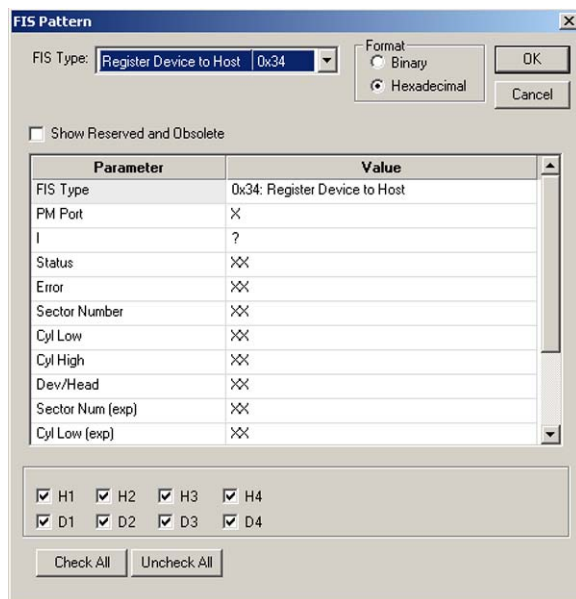 FIS Pattern
FIS Type: Register Device to Host 0x34
Format
Binary
Hexadecimal
OK
Cancel
Show Reserved and Obsolete
Parameter Value
FIS Type 0x34: Register Device to Host
PM Port X
I ?
Status XX
Error XX
Sector Number XX
Cyl Low XX
Cyl High XX
Dev/Head XX
Sector Num (exp) XX
Cyl Low (exp) XX
H1 H2 H3 H4
D1 D2 D3 D4
Check All Uncheck All